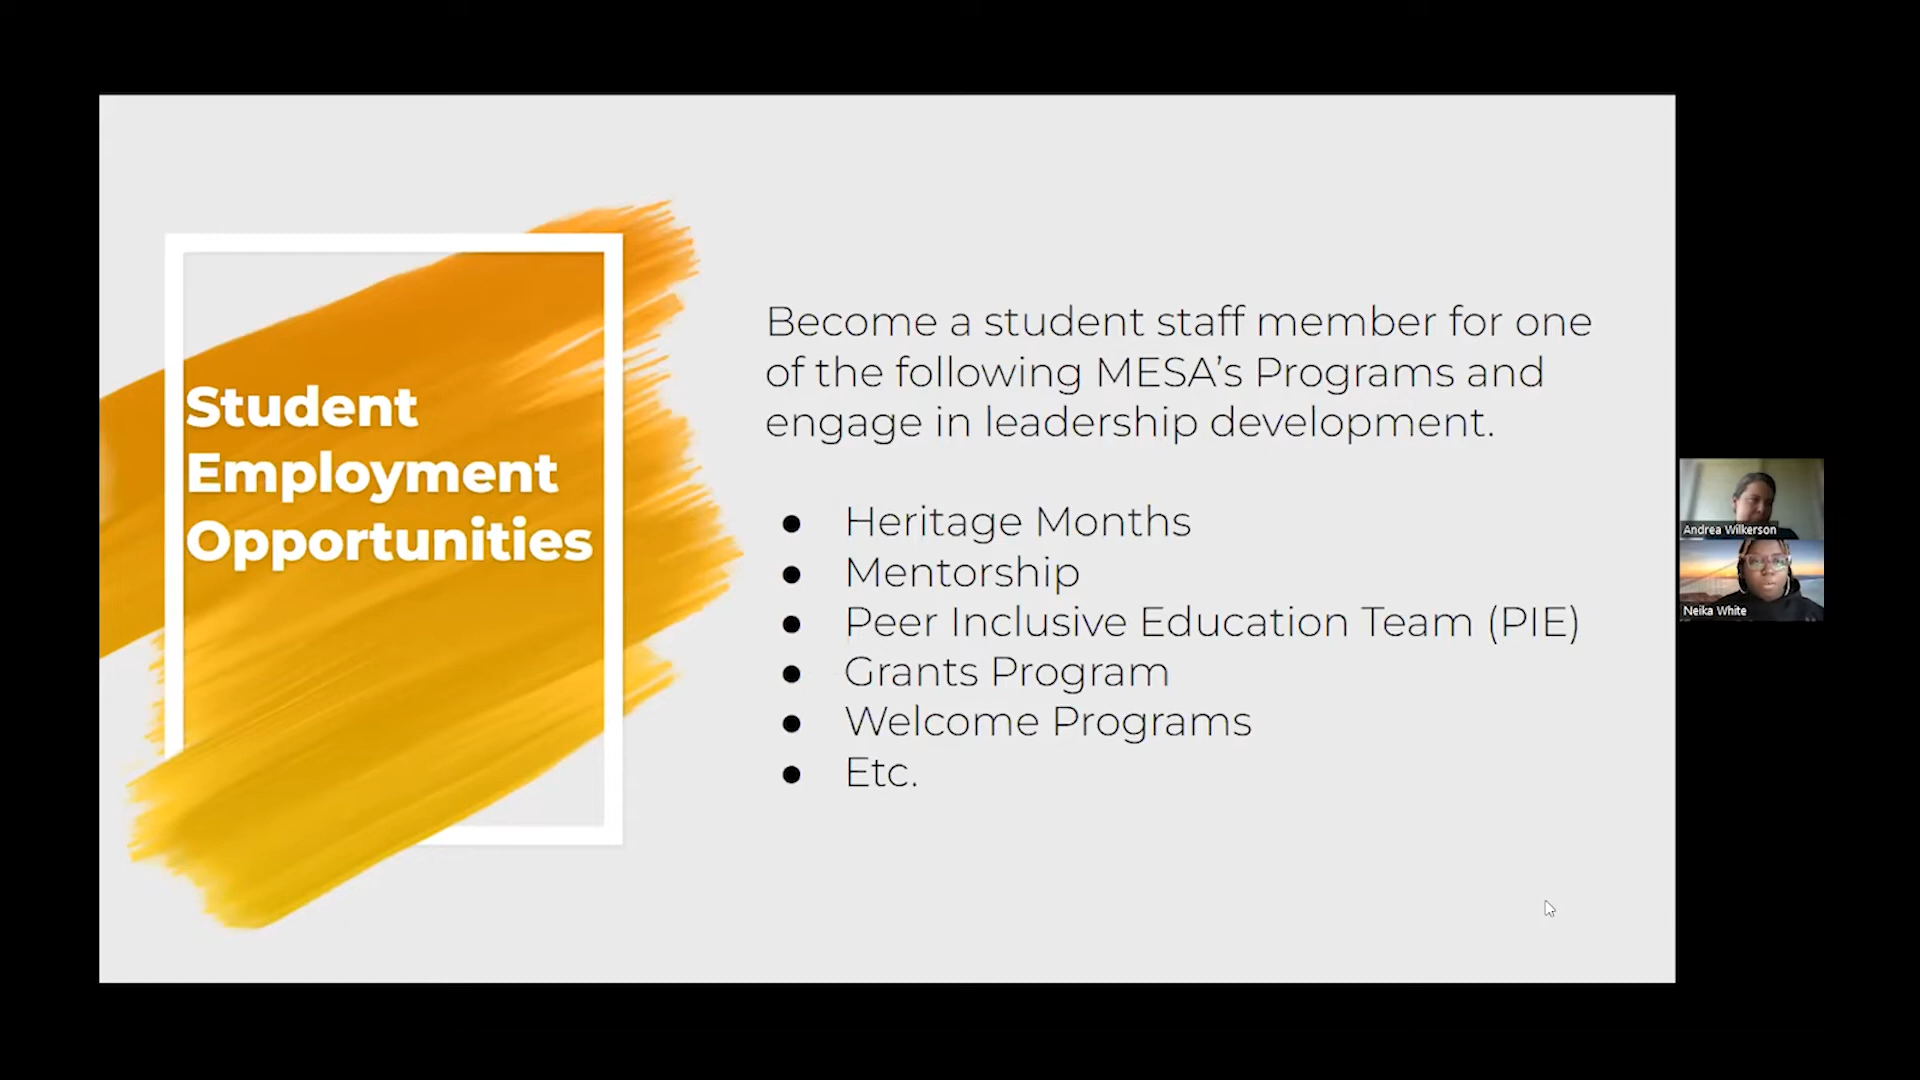 Student
Employment
Opportunities
Become a student staff member for one
of the following MESA's Programs and
engage in leadership development.
● Heritage Months
● Mentorship
● Peer Inclusive Education Team (PIE)
● Grants Program
● Welcome Programs
● Etc.
Andrea Wilkerson
Neika White